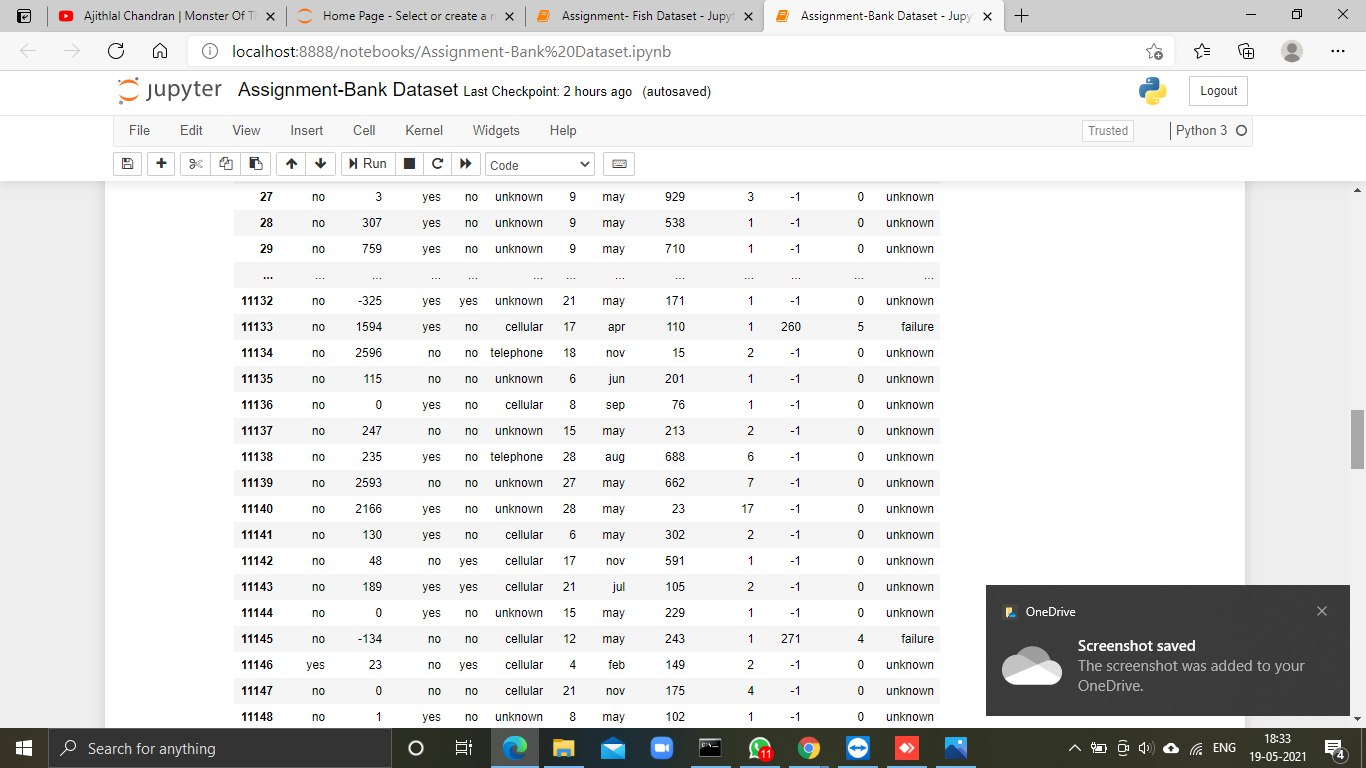 Ajithlal Chandran | Monster Of Th
Home Page - Select or create a n
Assignment- Fish Dataset - Jupyt
Assignment-Bank Dataset - Jupy
localhost:8888/notebooks/Assignment-Bank%20Dataset.ipynb
jupyter Assignment-Bank Dataset Last Checkpoint: 2 hours ago (autosaved)
Logout
File Edit View Insert Cell Kernel Widgets Help
Trusted
Python 3
Run
Code
27 no 3 yes no unknown 9 may 929 3 -1 0 unknown
28 no 307 yes no unknown 9 may 538 1 -1 0 unknown
29 no 759 yes no unknown 9 may 710 1 -1 0 unknown
... ... ... ... ... ... ... ... ... ... ... ... ...
11132 no -325 yes yes unknown 21 may 171 1 -1 0 unknown
11133 no 1594 yes no cellular 17 apr 110 1 260 5 failure
11134 no 2596 no no telephone 18 nov 15 2 -1 0 unknown
11135 no 115 no no unknown 6 jun 201 1 -1 0 unknown
11136 no 0 yes no cellular 8 sep 76 1 -1 0 unknown
11137 no 247 no no unknown 15 may 213 2 -1 0 unknown
11138 no 235 yes no telephone 28 aug 688 6 -1 0 unknown
11139 no 2593 no no unknown 27 may 662 7 -1 0 unknown
11140 no 2166 yes no unknown 28 may 23 17 -1 0 unknown
11141 no 130 yes no cellular 6 may 302 2 -1 0 unknown
11142 no 48 no yes cellular 17 nov 591 1 -1 0 unknown
11143 no 189 yes yes cellular 21 jul 105 2 -1 0 unknown
11144 no 0 yes no unknown 15 may 229 1 -1 0 unknown
11145 no -134 no no cellular 12 may 243 1 271 4 failure
11146 yes 23 no yes cellular 4 feb 149 2 -1 0 unknown
11147 no 0 no no cellular 21 nov 175 4 -1 0 unknown
11148 no 1 yes no unknown 8 may 102 1 -1 0 unknown
OneDrive
Screenshot saved
The screenshot was added to your
OneDrive.
Search for anything
11
ENG
18:33
19-05-2021
4